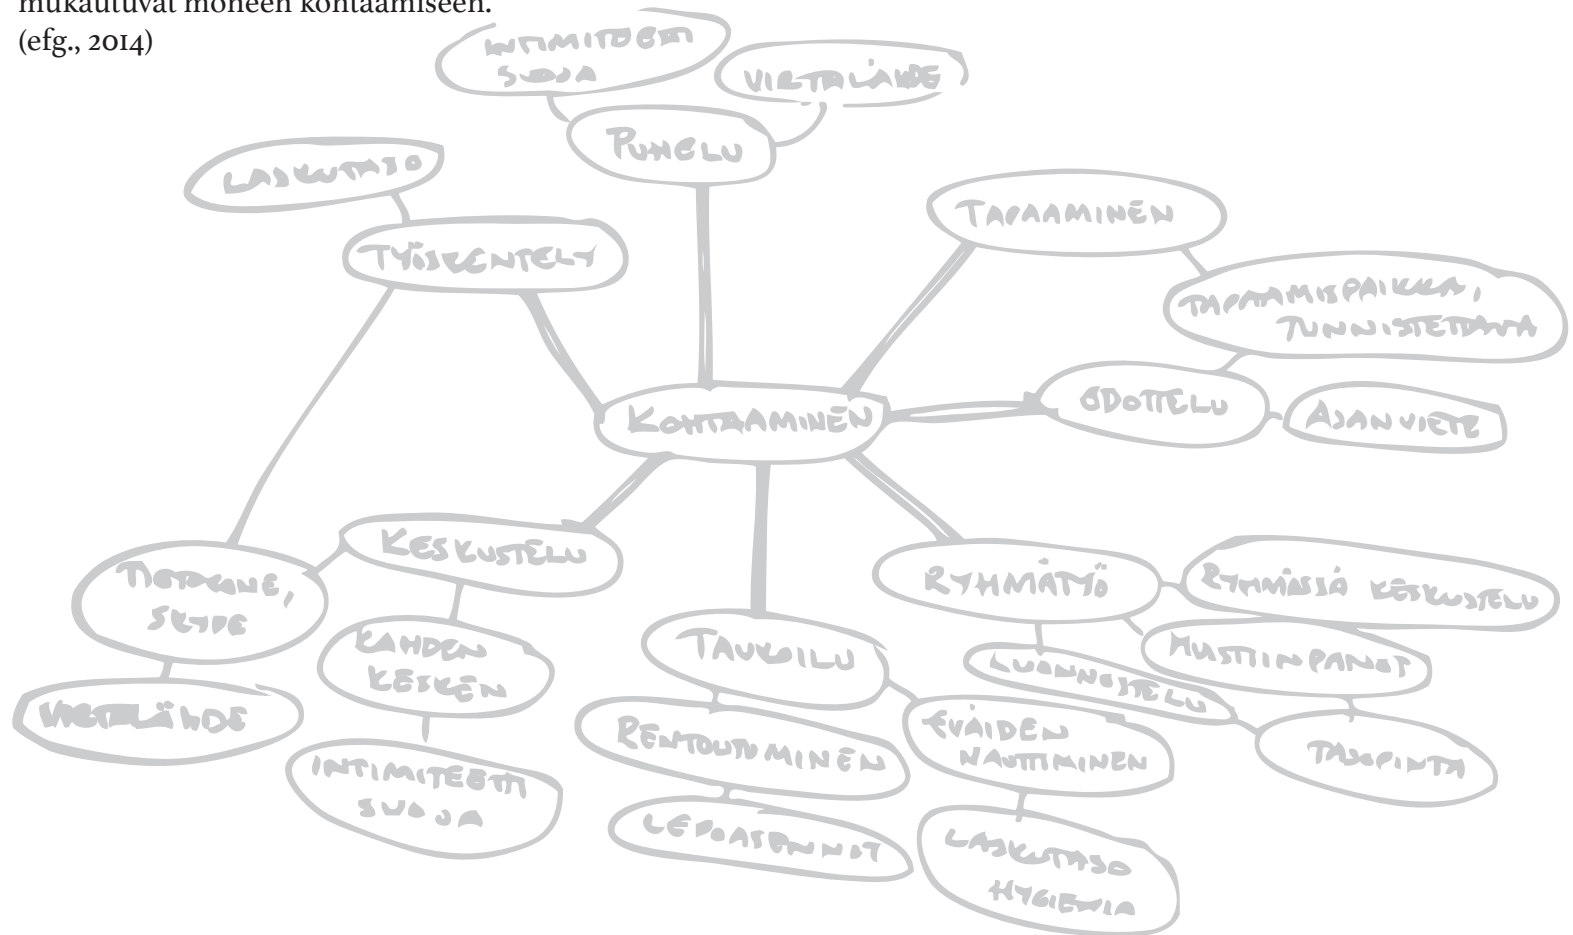 mukautuvat moneen kohtaamiseen.
(efg., 2014)
INTIMITEETTI
SUOJA
VIRTALÄHDE
PUHELU
LASKUTASO
TYÖSKENTELY
TAPAAMINEN
TAPAAMISPAIKKA,
TUNNISTETTAVA
ODOTTELU
AJANVIETE
KOHTAAMINEN
KESKUSTELU
TIETOKONE,
SKYPE
VIRTALÄHDE
KAHDEN
KESKEN
INTIMITEETTI
SUOJA
TAUKOILU
RENTOUTUMINEN
LEPOASENNOT
EVÄIDEN
NAUTTIMINEN
LASKUTASO
HYGIENIA
RYHMÄTYÖ
RYHMÄSSÄ KESKUSTELU
MUISTIINPANOT
LUONNOSTELU
TASOPINTA